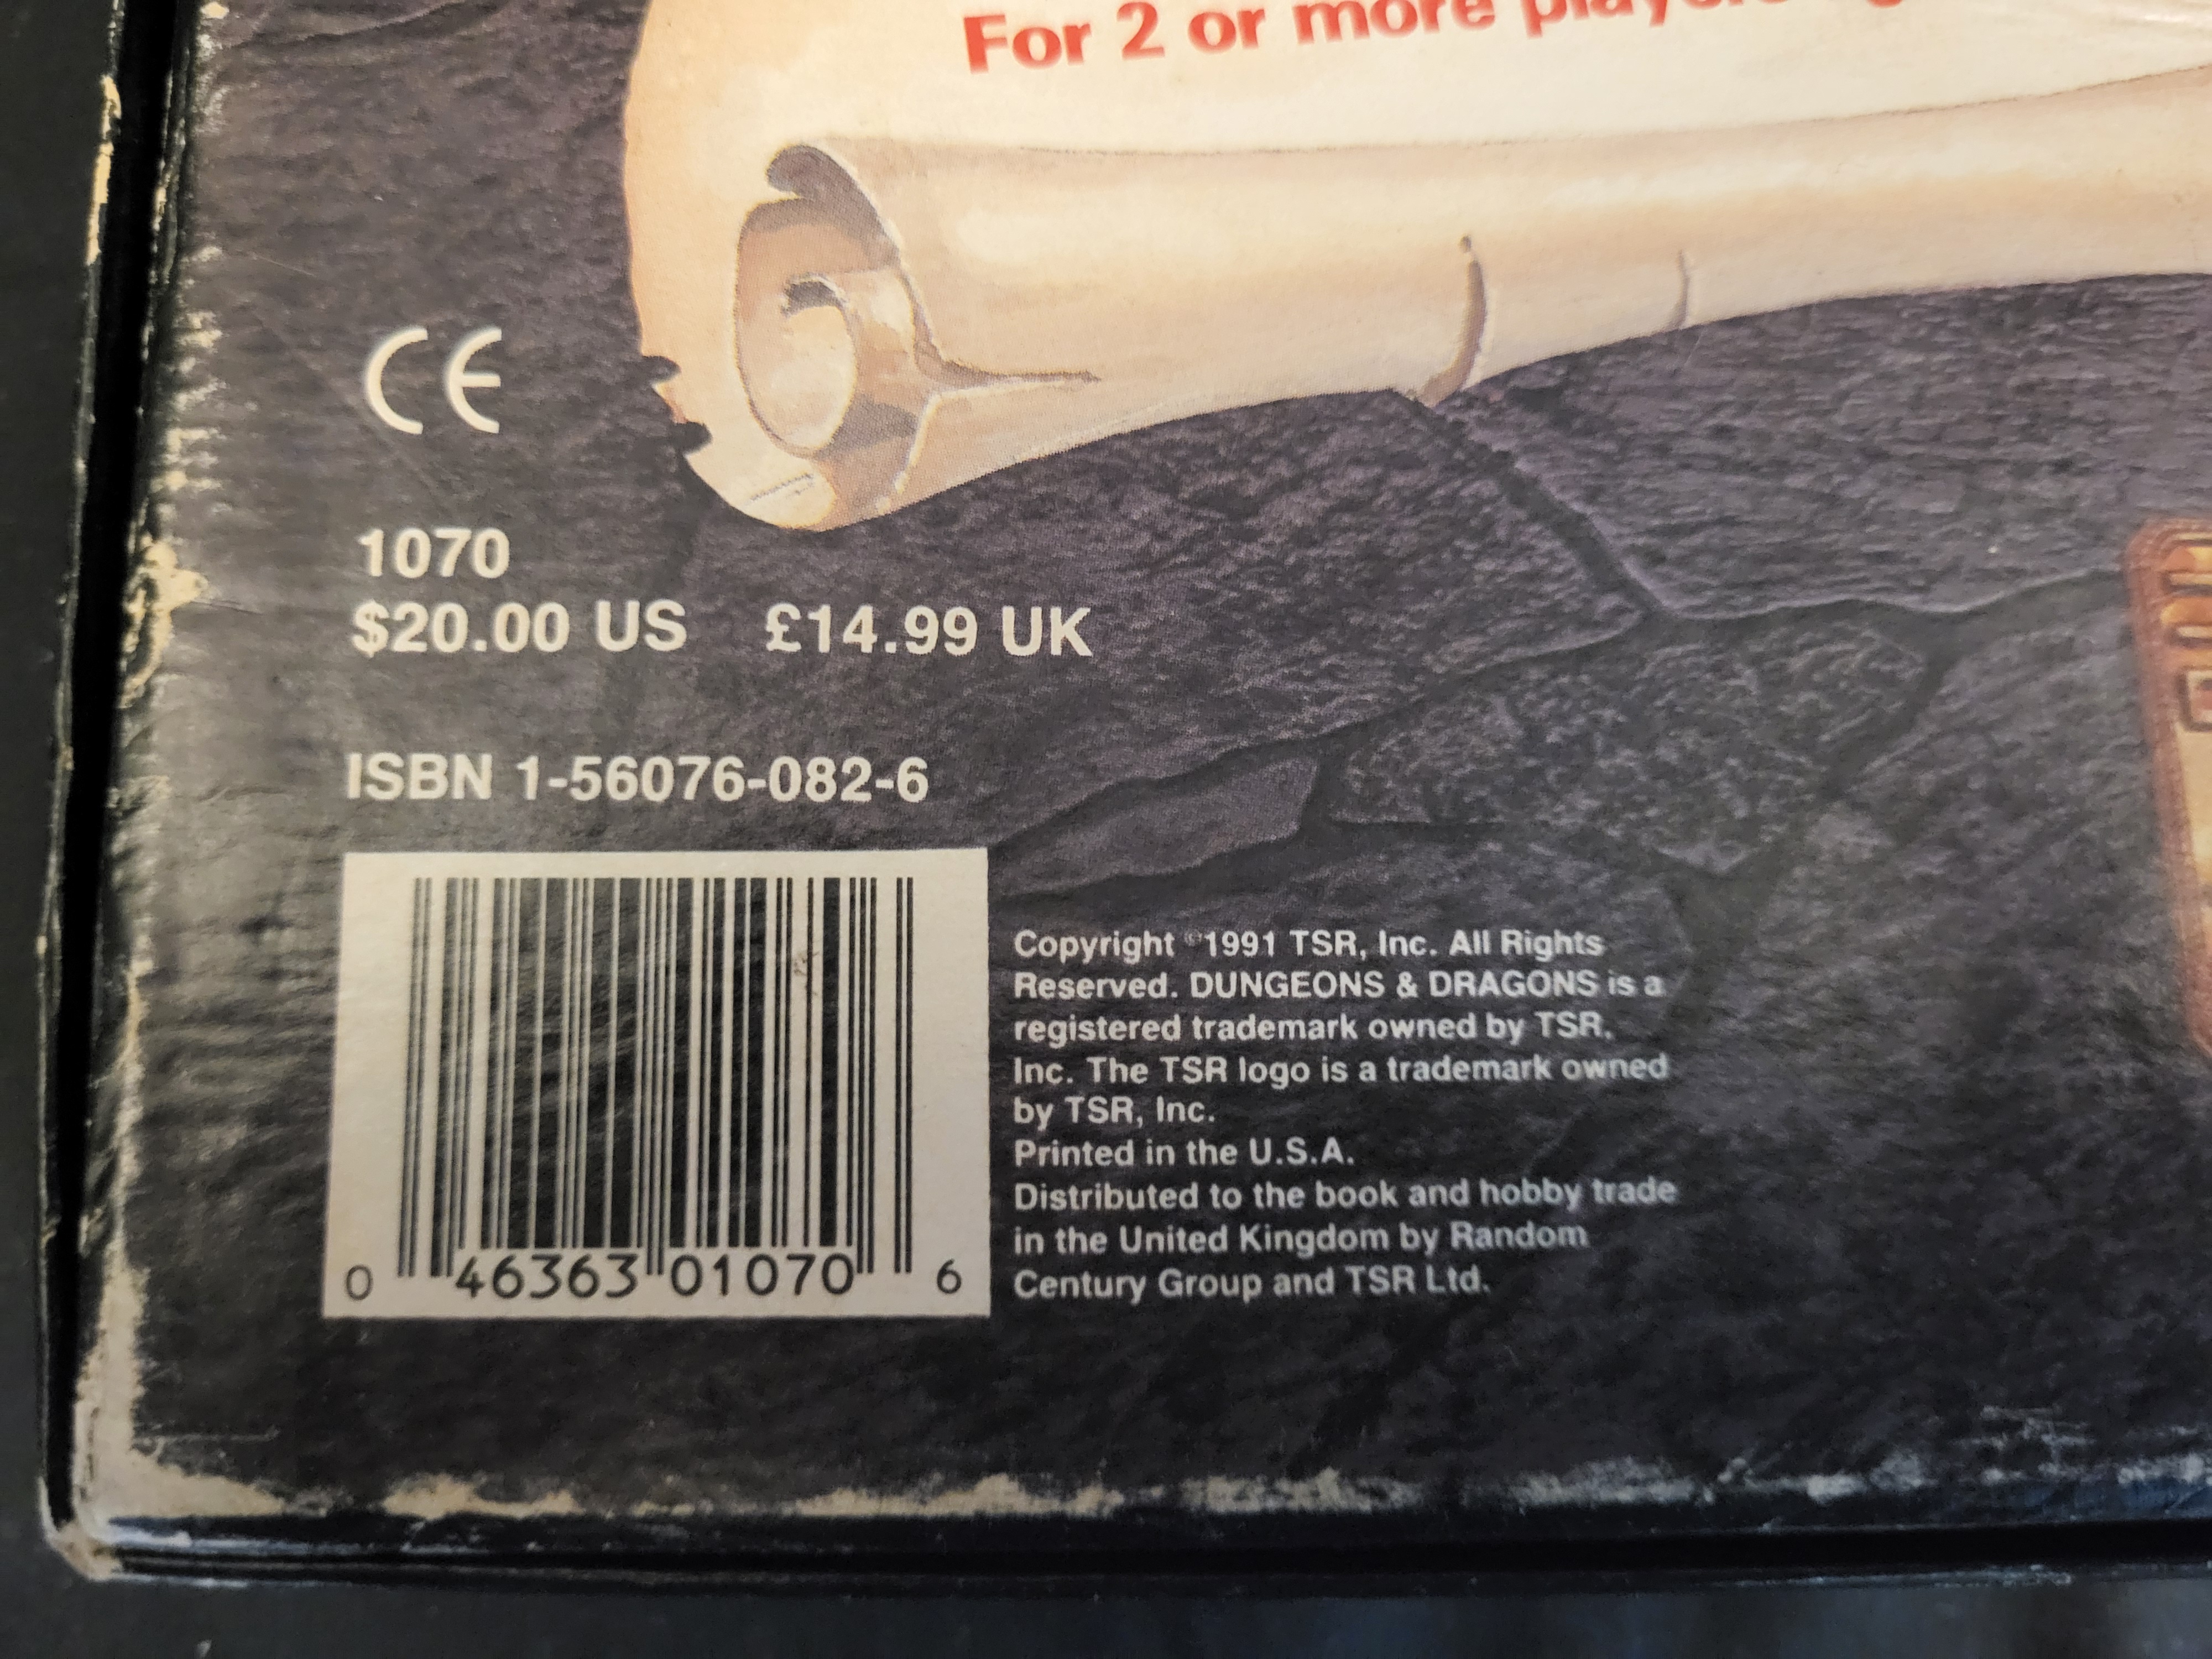 For 2 or more players
CE
1070
$20.00 US £14.99 UK
ISBN 1-56076-082-6
0 46363 01070 6
Copyright ©1991 TSR, Inc. All Rights
Reserved. DUNGEONS & DRAGONS is a
registered trademark owned by TSR,
Inc. The TSR logo is a trademark owned
by TSR, Inc.
Printed in the U.S.A.
Distributed to the book and hobby trade
in the United Kingdom by Random
Century Group and TSR Ltd.